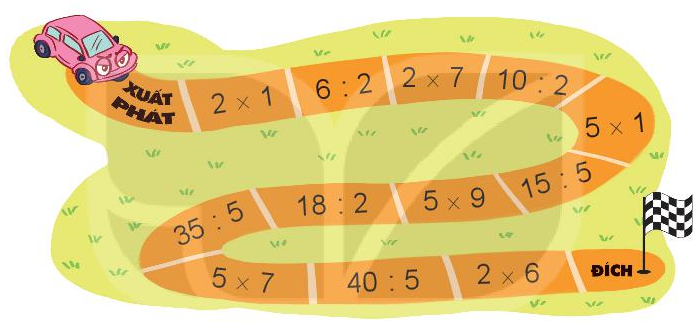 XUẤT
PHÁT
2 × 1
6 : 2
2 × 7
10 : 2
5 × 1
15 : 5
5 × 9
18 : 2
35 : 5
5 × 7
40 : 5
2 × 6
ĐÍCH